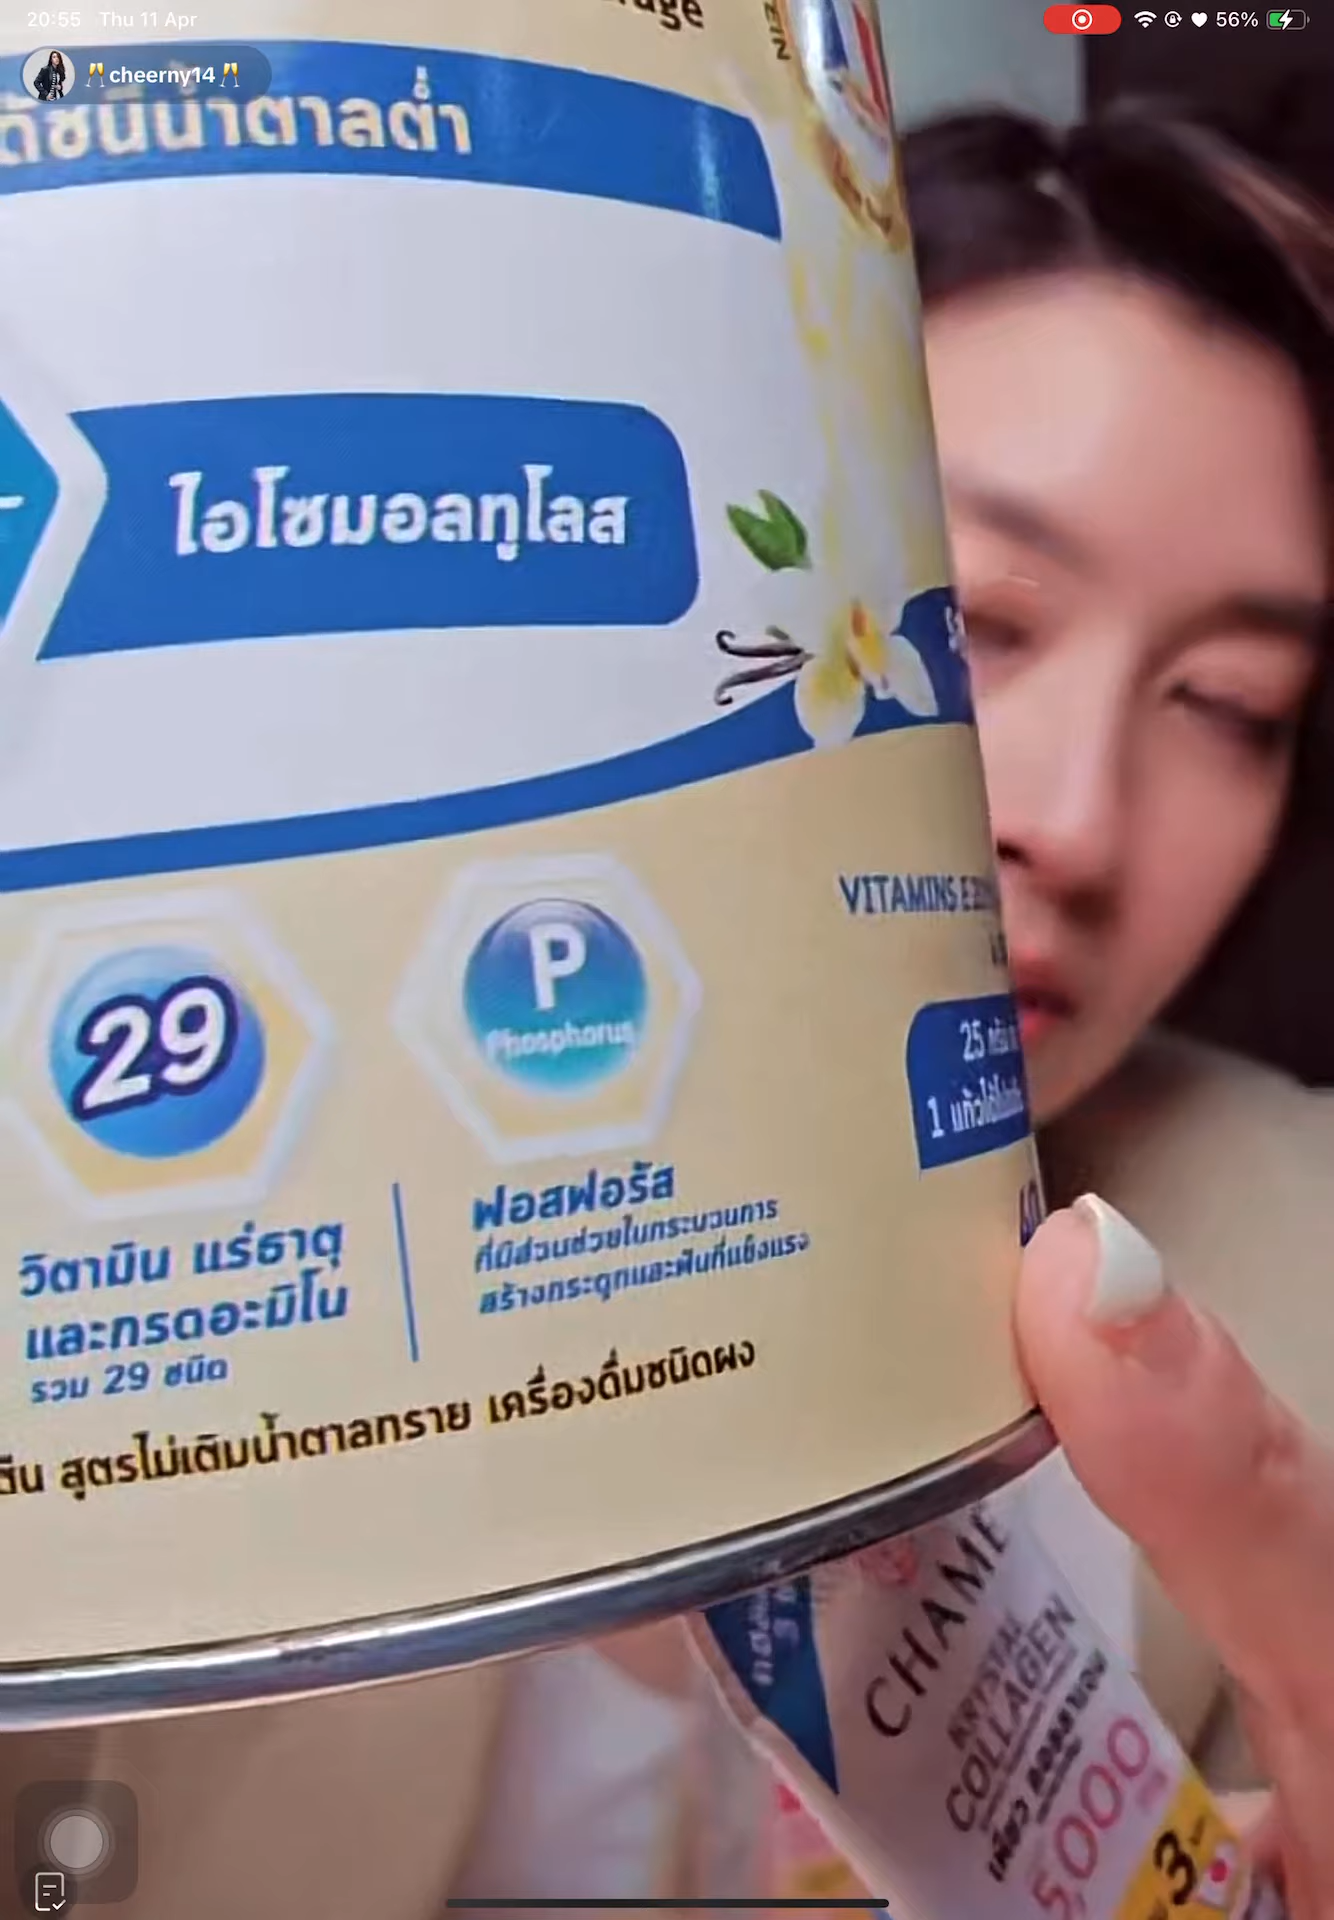 20:55 Thu 11 Apr
56%
🥂cheerny14🥂
ดัชนีน้ำตาลต่ำ
ไอโซมอลทูโลส
VITAMINS E
29
P
Phosphorus
25
1
วิตามิน แร่ธาตุ
และกรดอะมิโน
รวม 29 ชนิด
ฟอสฟอรัส
ที่มีส่วนช่วยในกระบวนการ
สร้างกระดูกและฟันที่แข็งแรง
สูตรไม่เติมน้ำตาลทราย เครื่องดื่มชนิดผง
CHAMÉ
KRYSTAL
COLLAGEN
5,000
3